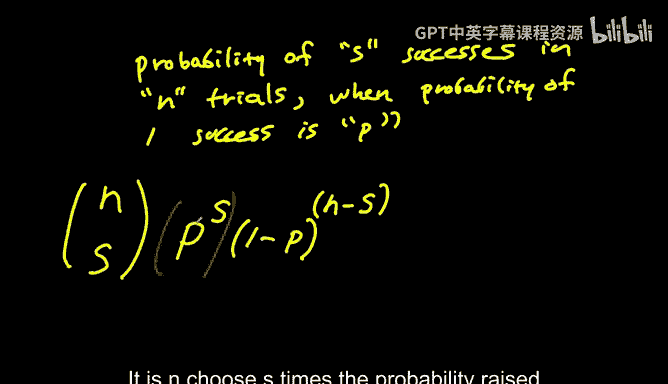 GPT中英字幕课程资源 bilibili
probability of "s" successes in
"n" trials, when probability of
1 success is "p"
(n s) (p^s) (1-p)^(n-s)
It is n choose s times the probability raised